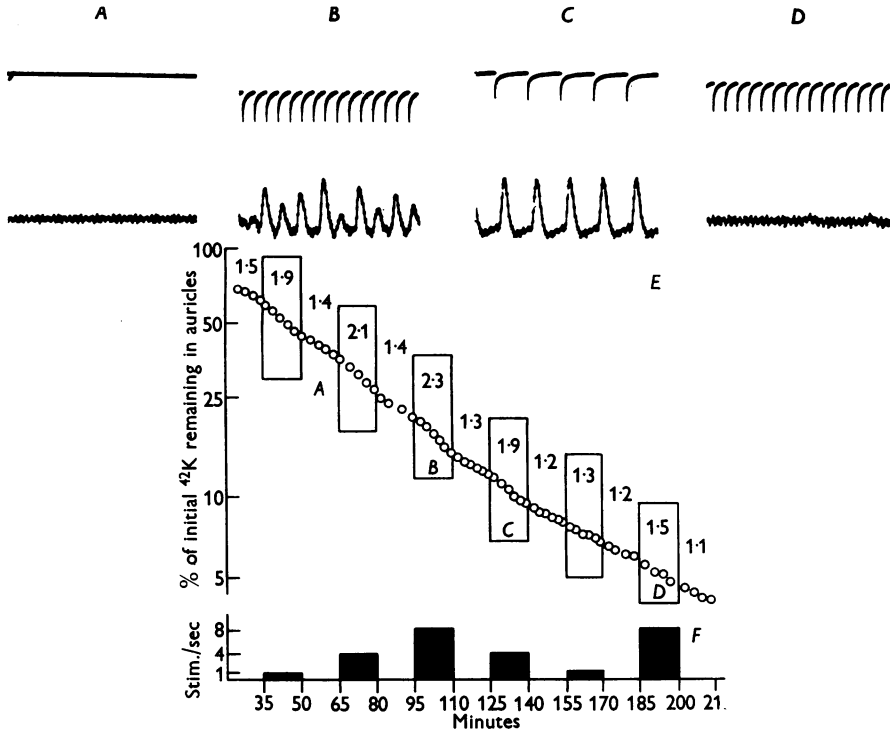 A B C D
100
1·5 1·9
E
1·4
50
2·1
1·4
A
25
2·3
1·3
B
1·9
10
1·2
1·3
C
1·2
1·5
5
1·1
D
% of initial ⁴²K remaining in auricles
F
8
4
1
Stim./sec
35 50 65 80 95 110 125 140 155 170 185 200 21.
Minutes